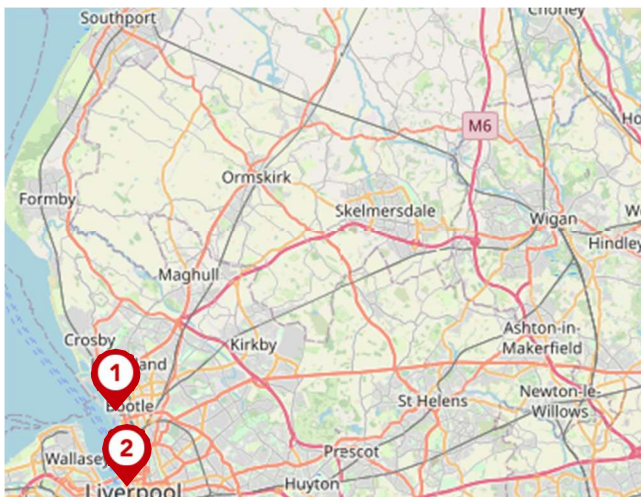 Southport
Chorley
M6
Ormskirk
Formby
Skelmersdale
Wigan
Hindley
Maghull
Crosby
Kirkby
Ashton-in-
Makerfield
1
Bootle
St Helens
Newton-le-
Willows
2
Wallasey
Prescot
Liverpool
Huyton